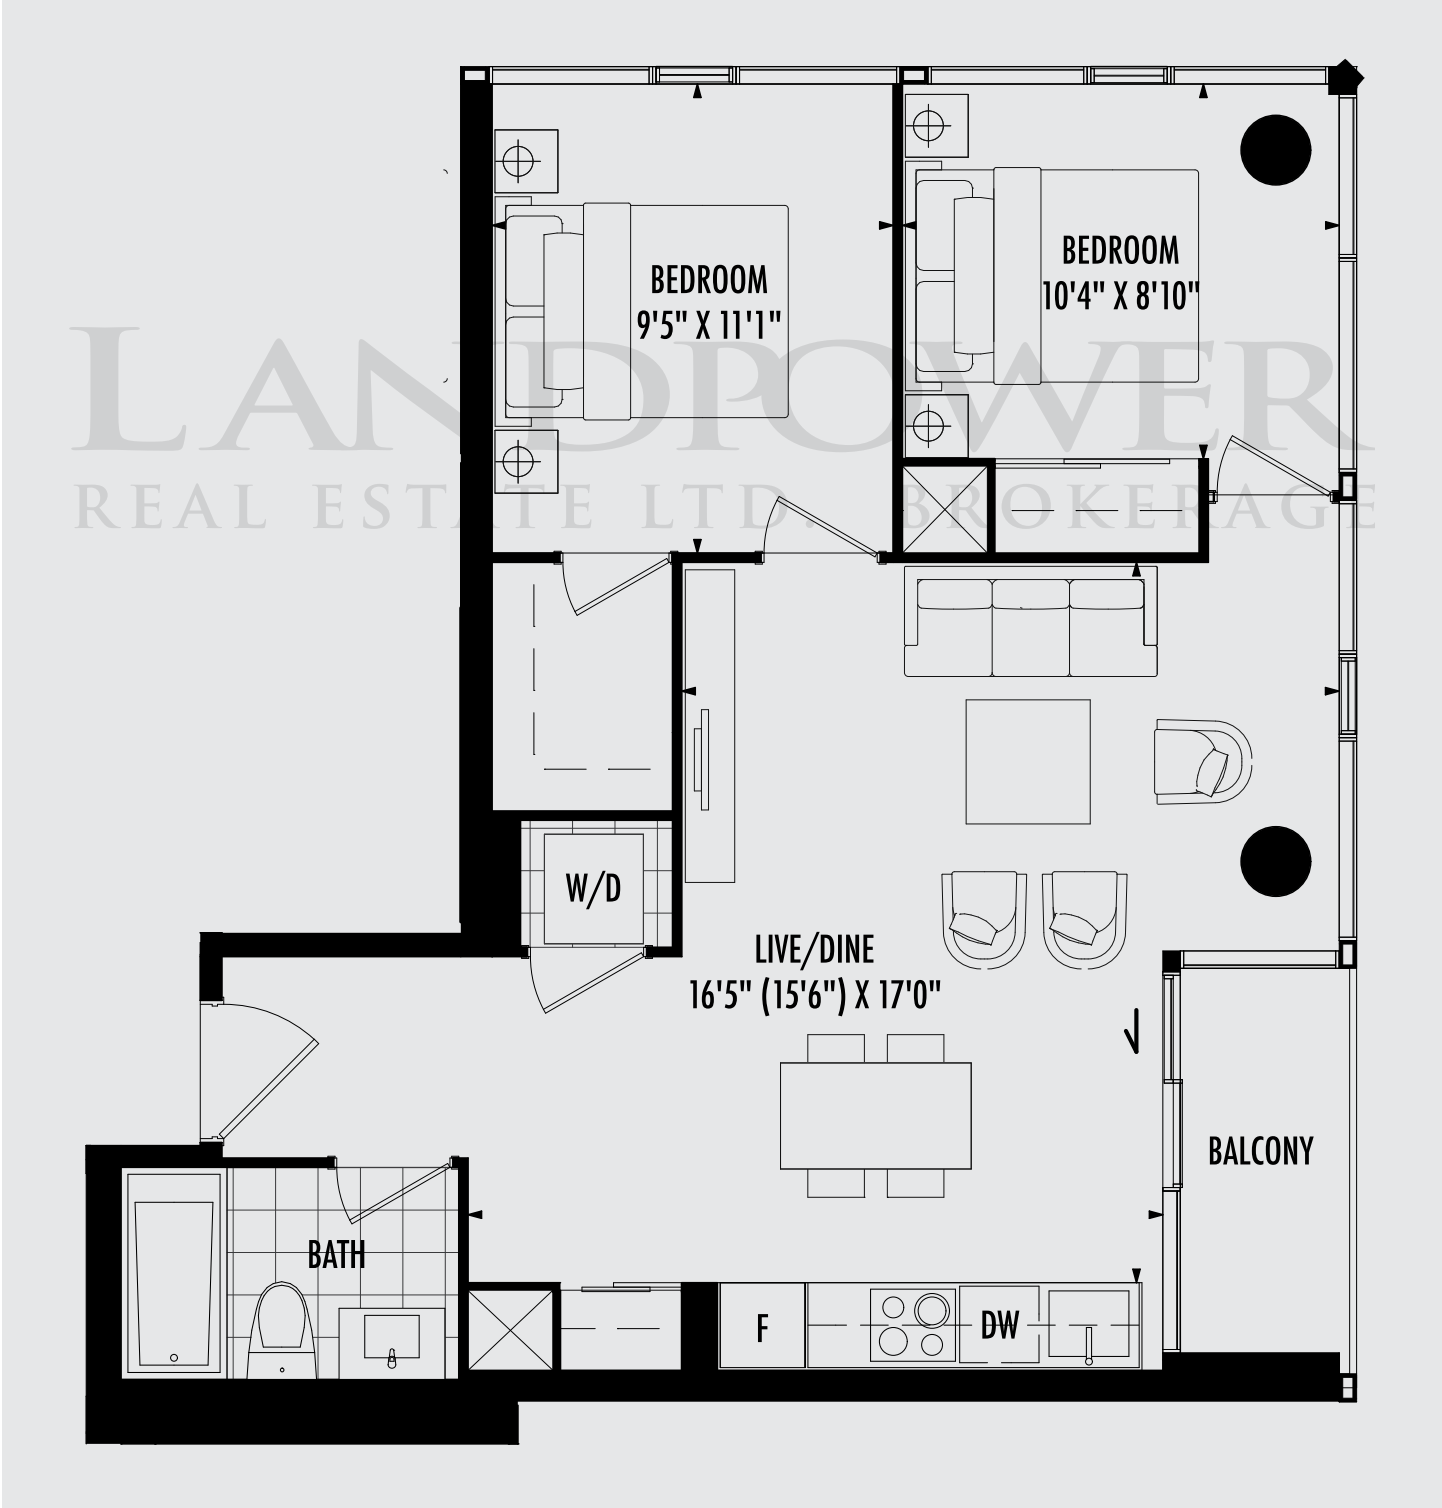 BEDROOM
9'5" X 11'1"
BEDROOM
10'4" X 8'10"
LANDPOWER
REAL ESTATE LTD. BROKERAGE
W/D
LIVE/DINE
16'5" (15'6") X 17'0"
BALCONY
BATH
F
DW